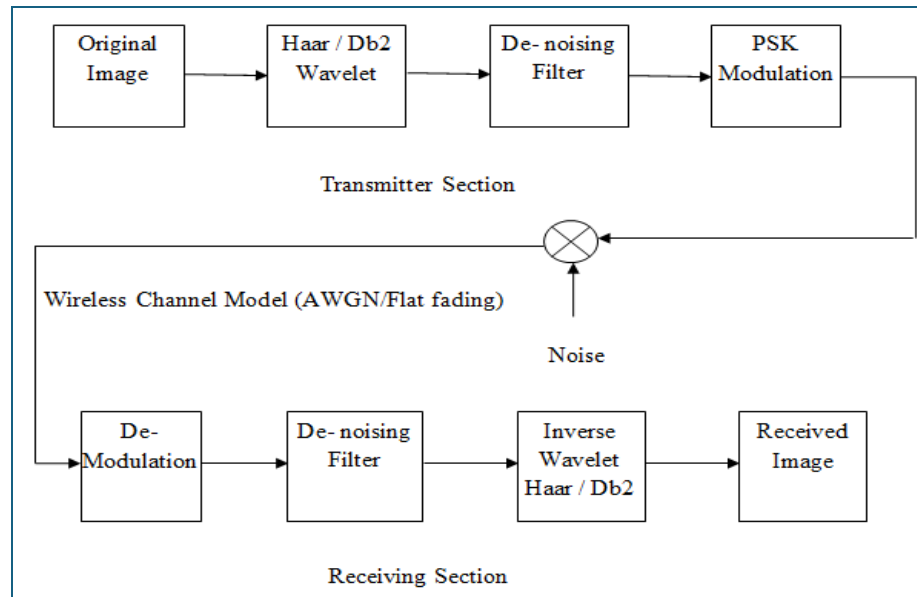 Original
Image
Haar / Db2
Wavelet
De- noising
Filter
PSK
Modulation
Transmitter Section
Wireless Channel Model (AWGN/Flat fading)
Noise
De-
Modulation
De- noising
Filter
Inverse
Wavelet
Haar / Db2
Received
Image
Receiving Section